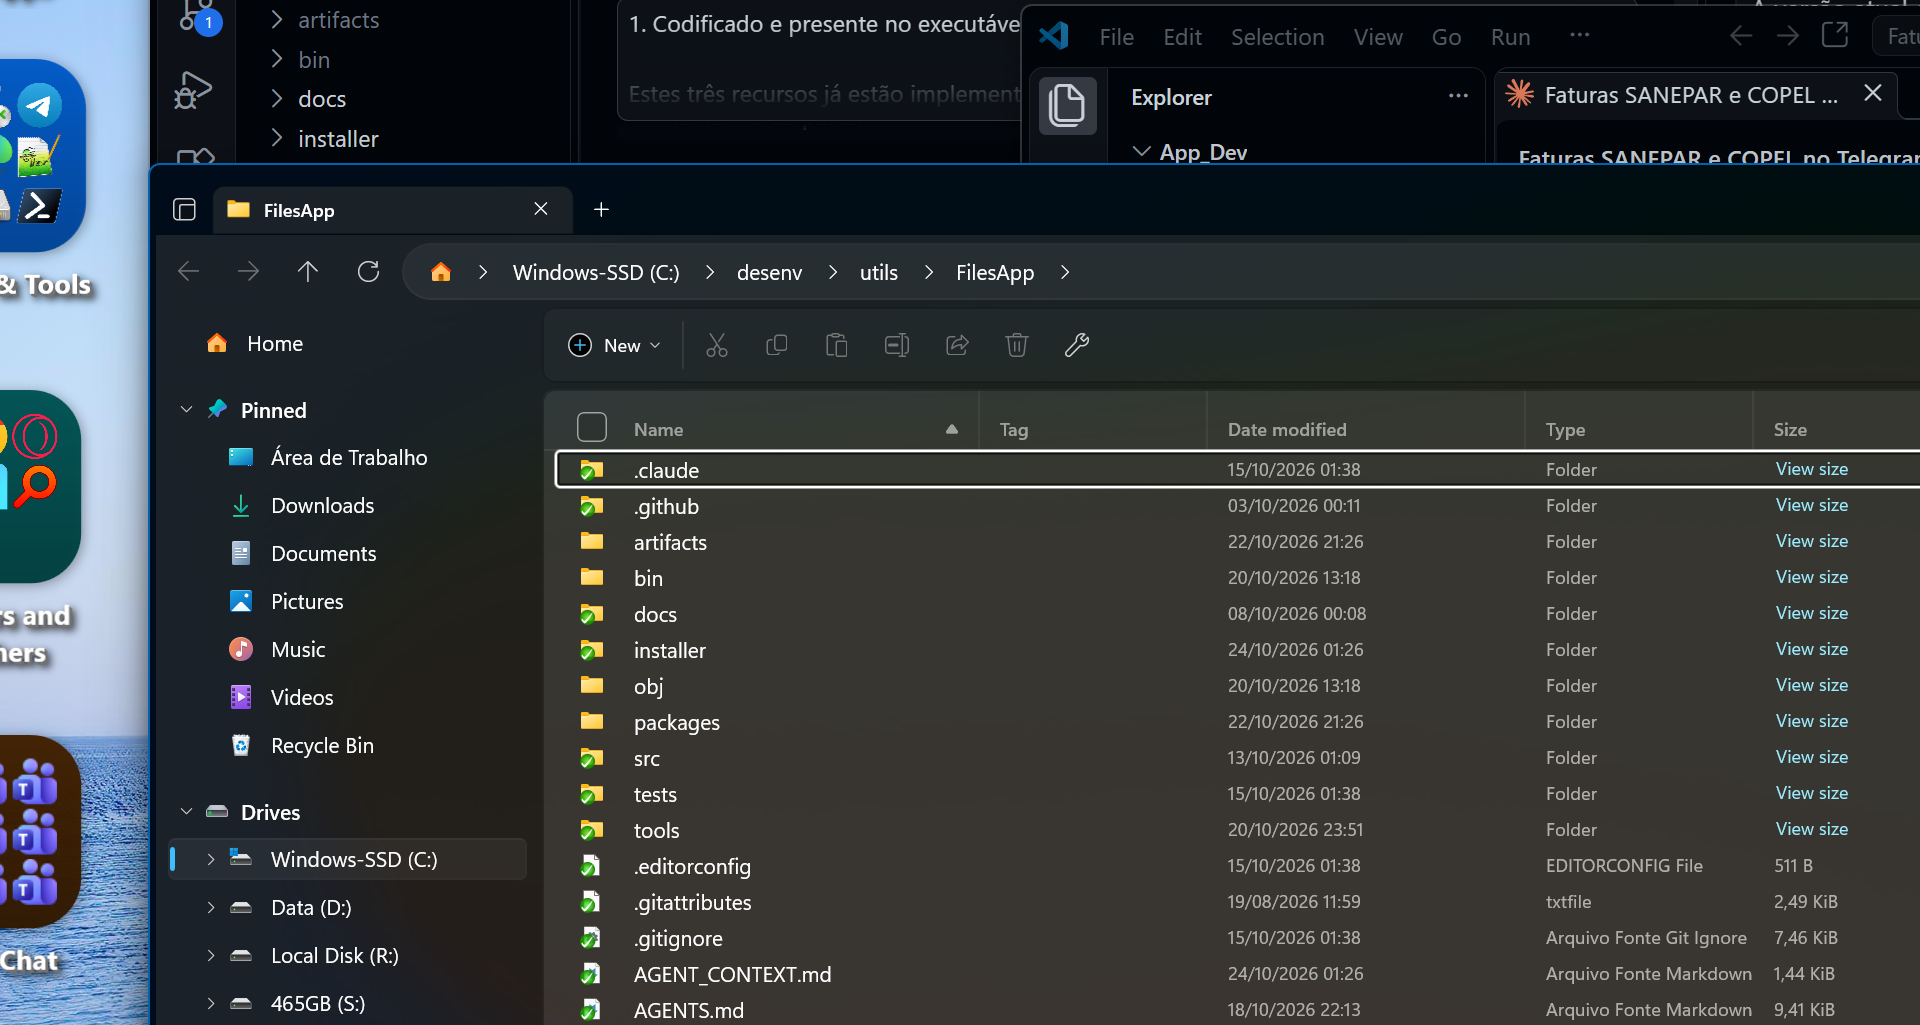 1
artifacts
bin
docs
installer
1. Codificado e presente no executáve
Estes três recursos já estão implement
File Edit Selection View Go Run ···
Explorer ···
App_Dev
Faturas SANEPAR e COPEL ...
Faturas SANEPAR e COPEL no Telegra
& Tools
rs and
ners
Chat
FilesApp
Windows-SSD (C:) desenv utils FilesApp
Home
Pinned
Área de Trabalho
Downloads
Documents
Pictures
Music
Videos
Recycle Bin
Drives
Windows-SSD (C:)
Data (D:)
Local Disk (R:)
465GB (S:)
New
Name Tag Date modified Type Size
.claude 15/10/2026 01:38 Folder View size
.github 03/10/2026 00:11 Folder View size
artifacts 22/10/2026 21:26 Folder View size
bin 20/10/2026 13:18 Folder View size
docs 08/10/2026 00:08 Folder View size
installer 24/10/2026 01:26 Folder View size
obj 20/10/2026 13:18 Folder View size
packages 22/10/2026 21:26 Folder View size
src 13/10/2026 01:09 Folder View size
tests 15/10/2026 01:38 Folder View size
tools 20/10/2026 23:51 Folder View size
.editorconfig 15/10/2026 01:38 EDITORCONFIG File 511 B
.gitattributes 19/08/2026 11:59 txtfile 2,49 KiB
.gitignore 15/10/2026 01:38 Arquivo Fonte Git Ignore 7,46 KiB
AGENT_CONTEXT.md 24/10/2026 01:26 Arquivo Fonte Markdown 1,44 KiB
AGENTS.md 18/10/2026 22:13 Arquivo Fonte Markdown 9,41 KiB